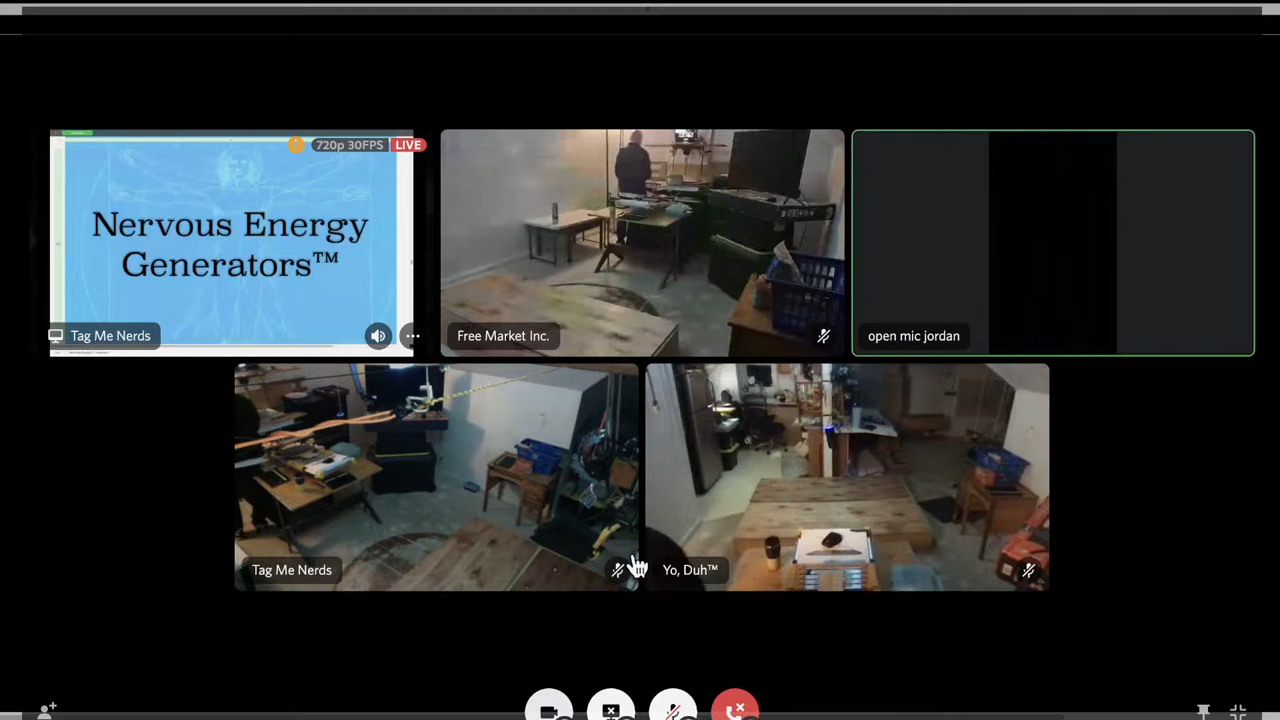 720p 30FPS LIVE
Nervous Energy
Generators™
Tag Me Nerds
Free Market Inc.
open mic jordan
Tag Me Nerds
Yo, Duh™